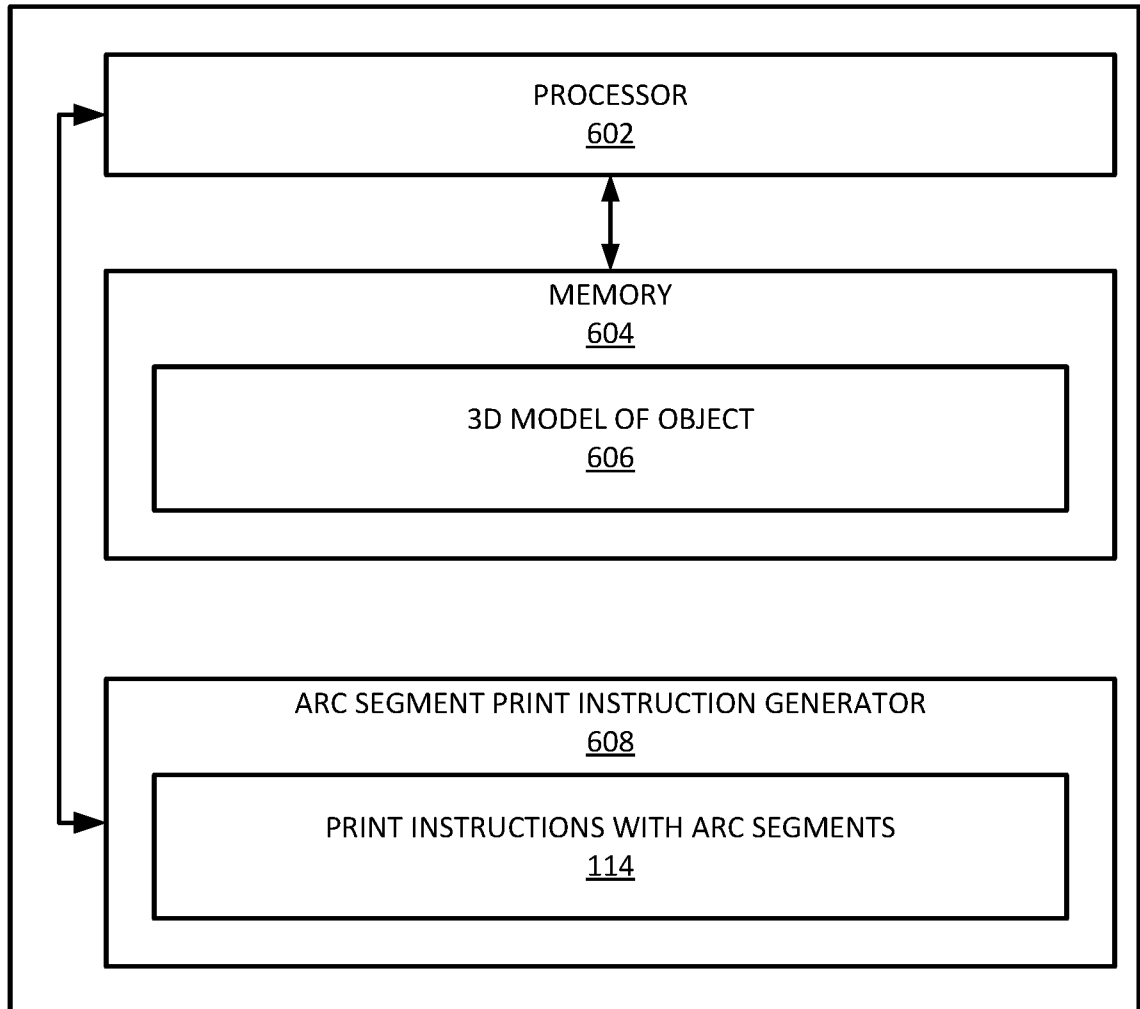 PROCESSOR
602
MEMORY
604
3D MODEL OF OBJECT
606
ARC SEGMENT PRINT INSTRUCTION GENERATOR
608
PRINT INSTRUCTIONS WITH ARC SEGMENTS
114